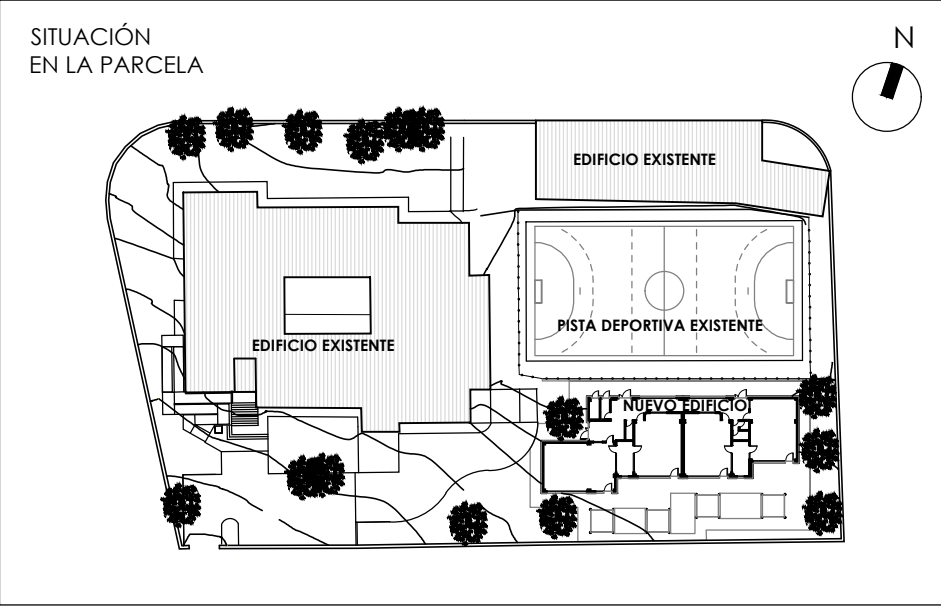 SITUACIÓN
EN LA PARCELA
N
EDIFICIO EXISTENTE
PISTA DEPORTIVA EXISTENTE
EDIFICIO EXISTENTE
NUEVO EDIFICIO